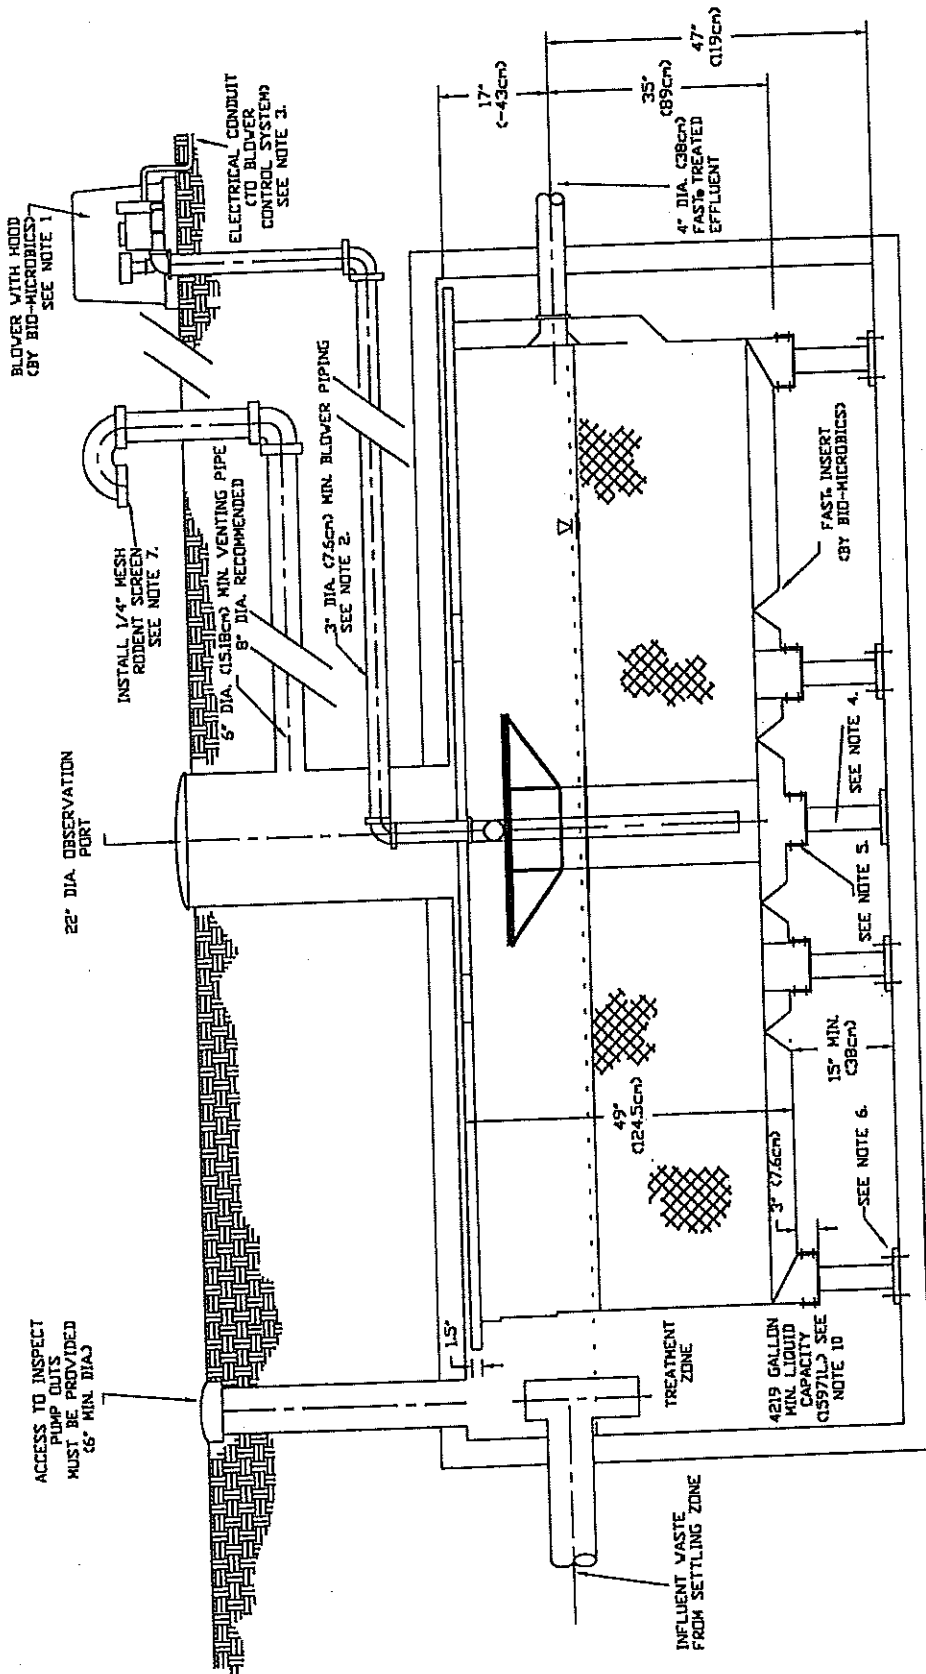 ACCESS TO INSPECT
PUMP OUTS
MUST BE PROVIDED
(6" MIN. DIA.)
22" DIA. OBSERVATION
PORT
INSTALL 1/4" MESH
RODENT SCREEN
SEE NOTE 7.
BLOWER WITH HOOD
(BY BIO-MICROBICS)
SEE NOTE 1
6" DIA. (15.18cm) MIN. VENTING PIPE
8" DIA. RECOMMENDED
ELECTRICAL CONDUIT
(TO BLOWER
CONTROL SYSTEM)
SEE NOTE 3.
3" DIA. (7.6cm) MIN. BLOWER PIPING
SEE NOTE 2.
17"
(-43cm)
35"
(89cm)
47"
(119cm)
4" DIA. (38cm)
FAST® TREATED
EFFLUENT
1.5"
49"
(124.5cm)
INFLUENT WASTE
FROM SETTLING ZONE
TREATMENT
ZONE
4219 GALLON
MIN. LIQUID
CAPACITY
(15971L) SEE
NOTE 10
3" (7.6cm)
15" MIN.
(38cm)
SEE NOTE 6.
SEE NOTE 5.
SEE NOTE 4.
FAST® INSERT
(BY BIO-MICROBICS)